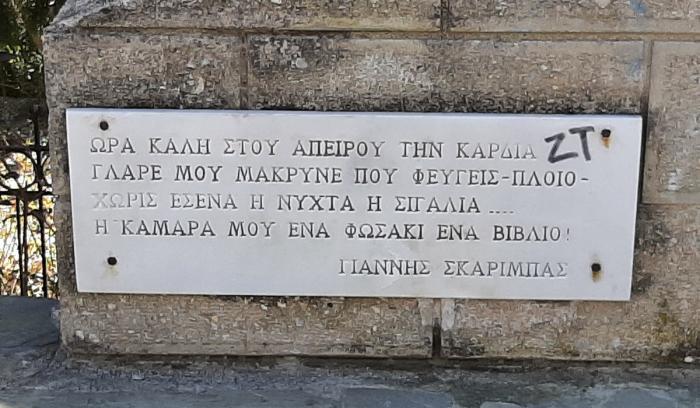 ΩΡΑ ΚΑΛΗ ΣΤΟΥ ΑΠΕΙΡΟΥ ΤΗΝ ΚΑΡΔΙΑ ΖΤ
ΓΛΑΡΕ ΜΟΥ ΜΑΚΡΥΝΕ ΠΟΥ ΦΕΥΓΕΙΣ-ΠΛΟΙΟ-
ΧΩΡΙΣ ΕΣΕΝΑ Η ΝΥΧΤΑ Η ΣΙΓΑΛΙΑ ....
Η ΚΑΜΑΡΑ ΜΟΥ ΕΝΑ ΦΩΣΑΚΙ ΕΝΑ ΒΙΒΛΙΟ!
ΓΙΑΝΝΗΣ ΣΚΑΡΙΜΠΑΣ